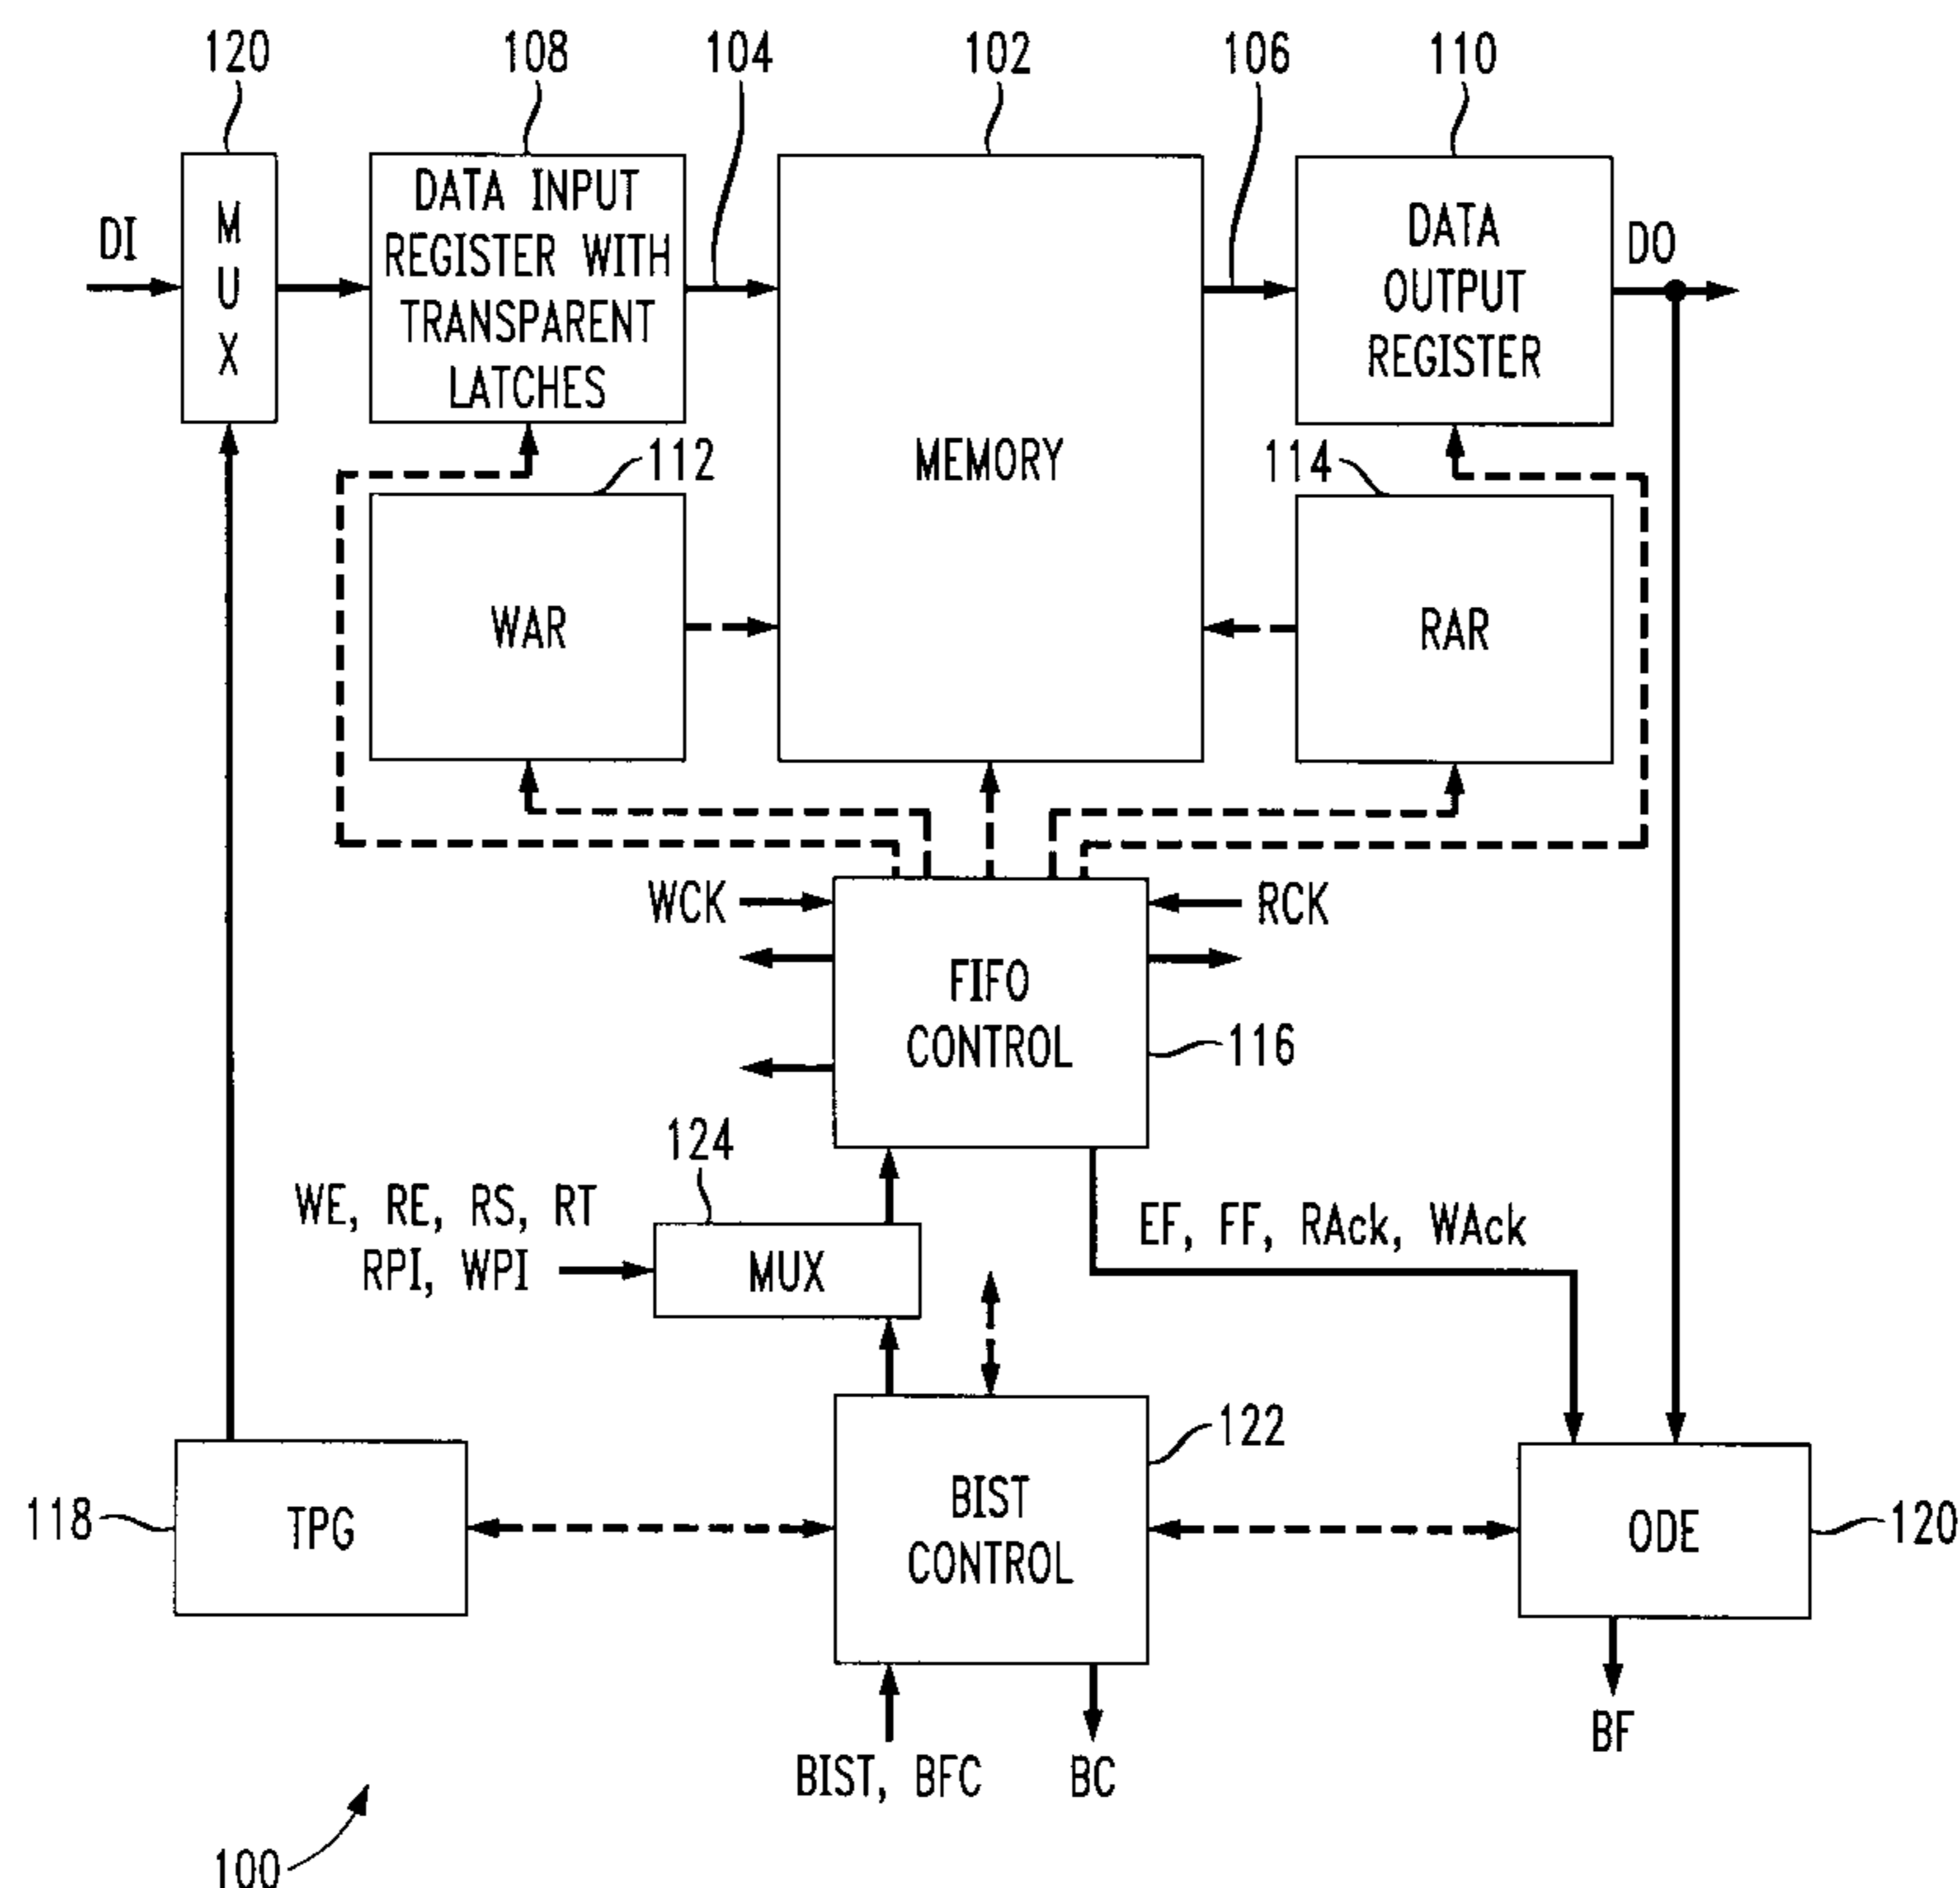 120
108
104
102
106
110
DI
M
U
X
DATA INPUT
REGISTER WITH
TRANSPARENT
LATCHES
MEMORY
DATA
OUTPUT
REGISTER
DO
112
114
WAR
RAR
WCK
RCK
FIFO
CONTROL
116
124
WE, RE, RS, RT
RPI, WPI
MUX
EF, FF, RAck, WAck
122
118
TPG
BIST
CONTROL
ODE
120
BIST, BFC
BC
BF
100